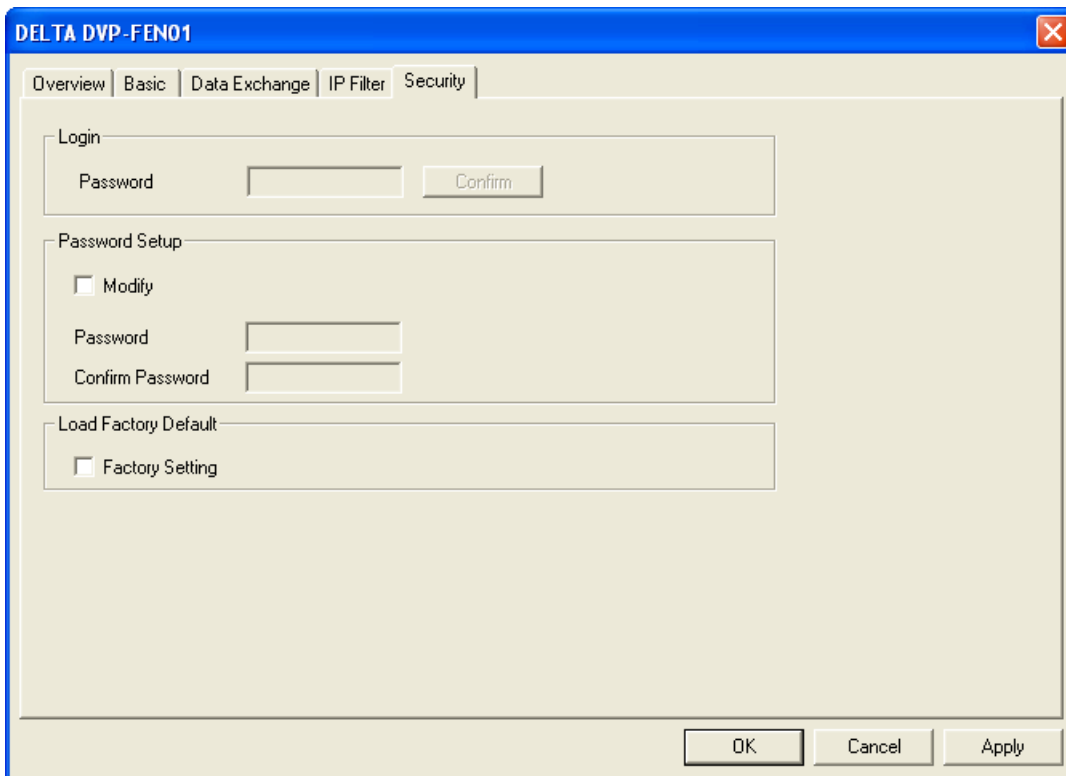 DELTA DVP-FEN01
Overview Basic Data Exchange IP Filter Security
Login
Password Confirm
Password Setup
Modify
Password
Confirm Password
Load Factory Default
Factory Setting
OK Cancel Apply